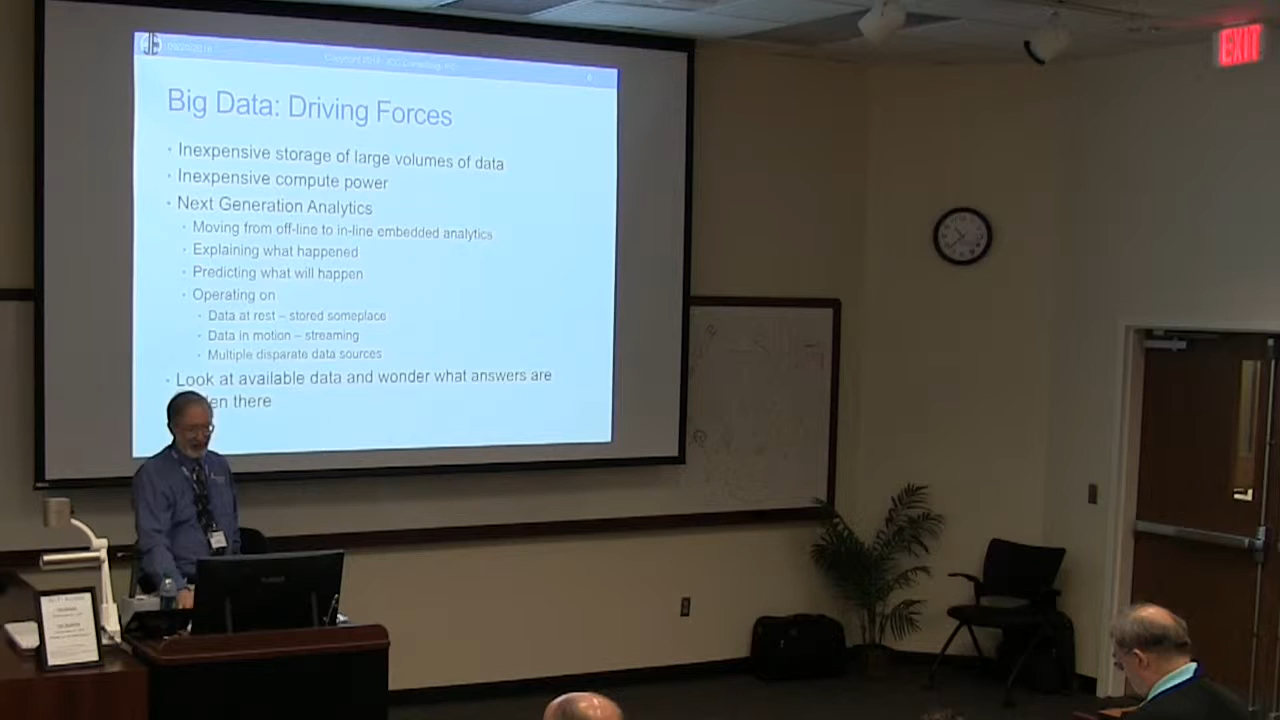 Big Data: Driving Forces
Inexpensive storage of large volumes of data
Inexpensive compute power
Next Generation Analytics
Moving from off-line to in-line embedded analytics
Explaining what happened
Predicting what will happen
Operating on
Data at rest – stored someplace
Data in motion – streaming
Multiple disparate data sources
Look at available data and wonder what answers are
there
EXIT